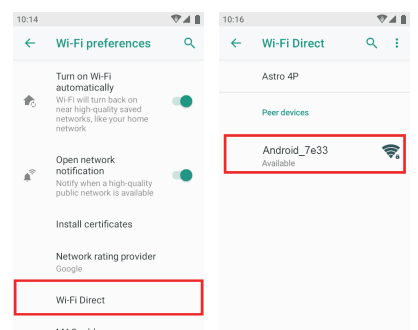 10:14
Wi-Fi preferences
Turn on Wi-Fi
automatically
Wi-Fi will turn back on
near high-quality saved
networks, like your home
network
Open network
notification
Notify when a high-quality
public network is available
Install certificates
Network rating provider
Google
Wi-Fi Direct
10:16
Wi-Fi Direct
Astro 4P
Peer devices
Android_7e33
Available